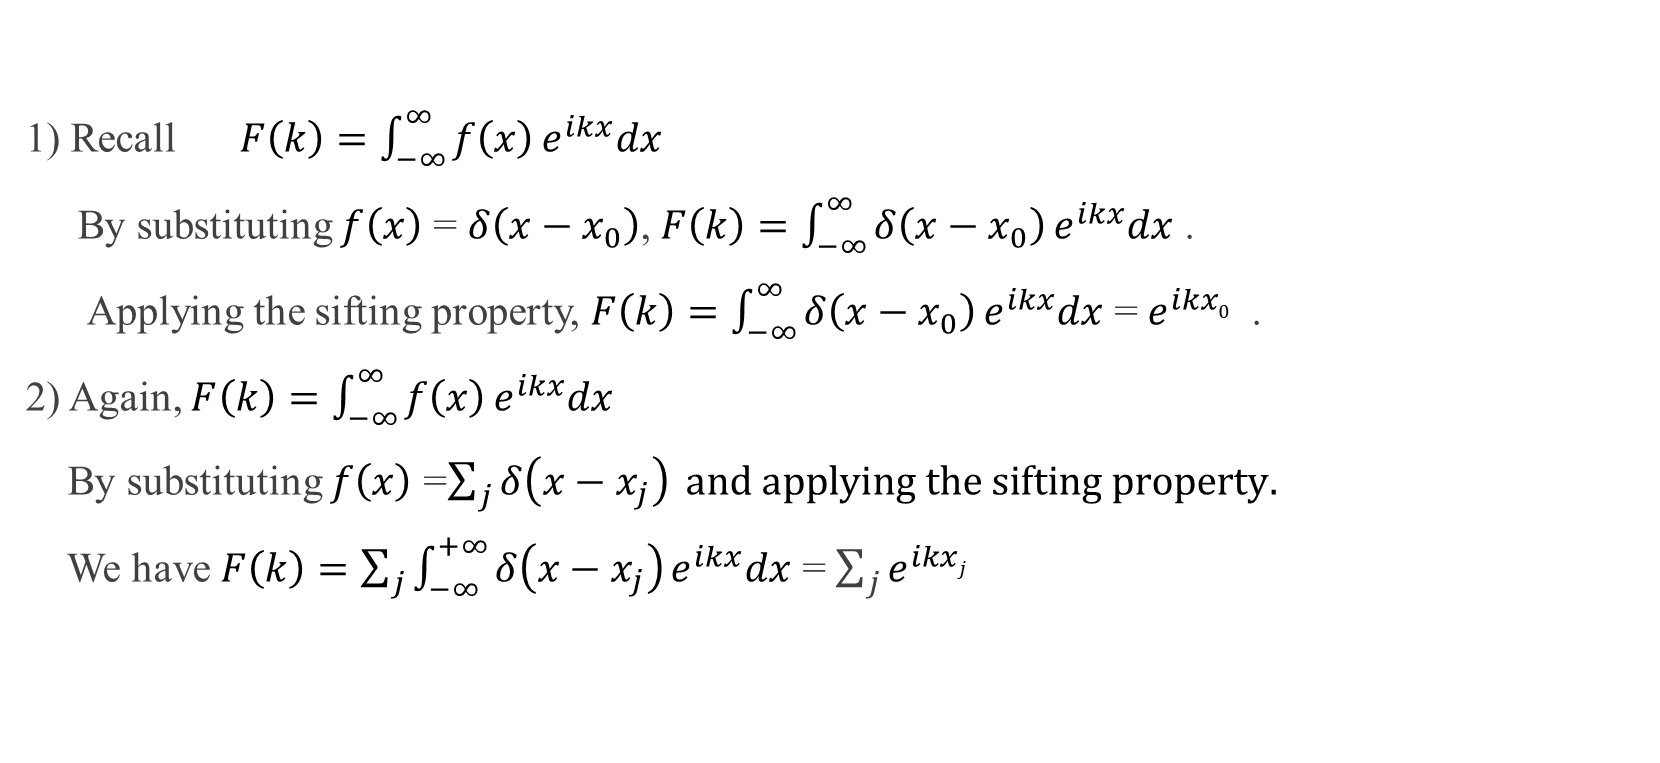 1) Recall F(k) = ∫_{−∞}^{∞} f(x) e^{ikx} dx
By substituting f(x) = δ(x − x₀), F(k) = ∫_{−∞}^{∞} δ(x − x₀) e^{ikx} dx .
Applying the sifting property, F(k) = ∫_{−∞}^{∞} δ(x − x₀) e^{ikx} dx = e^{ikx₀} .
2) Again, F(k) = ∫_{−∞}^{∞} f(x) e^{ikx} dx
By substituting f(x) =∑_j δ(x − x_j) and applying the sifting property.
We have F(k) = ∑_j ∫_{−∞}^{+∞} δ(x − x_j) e^{ikx} dx = ∑_j e^{ikx_j}